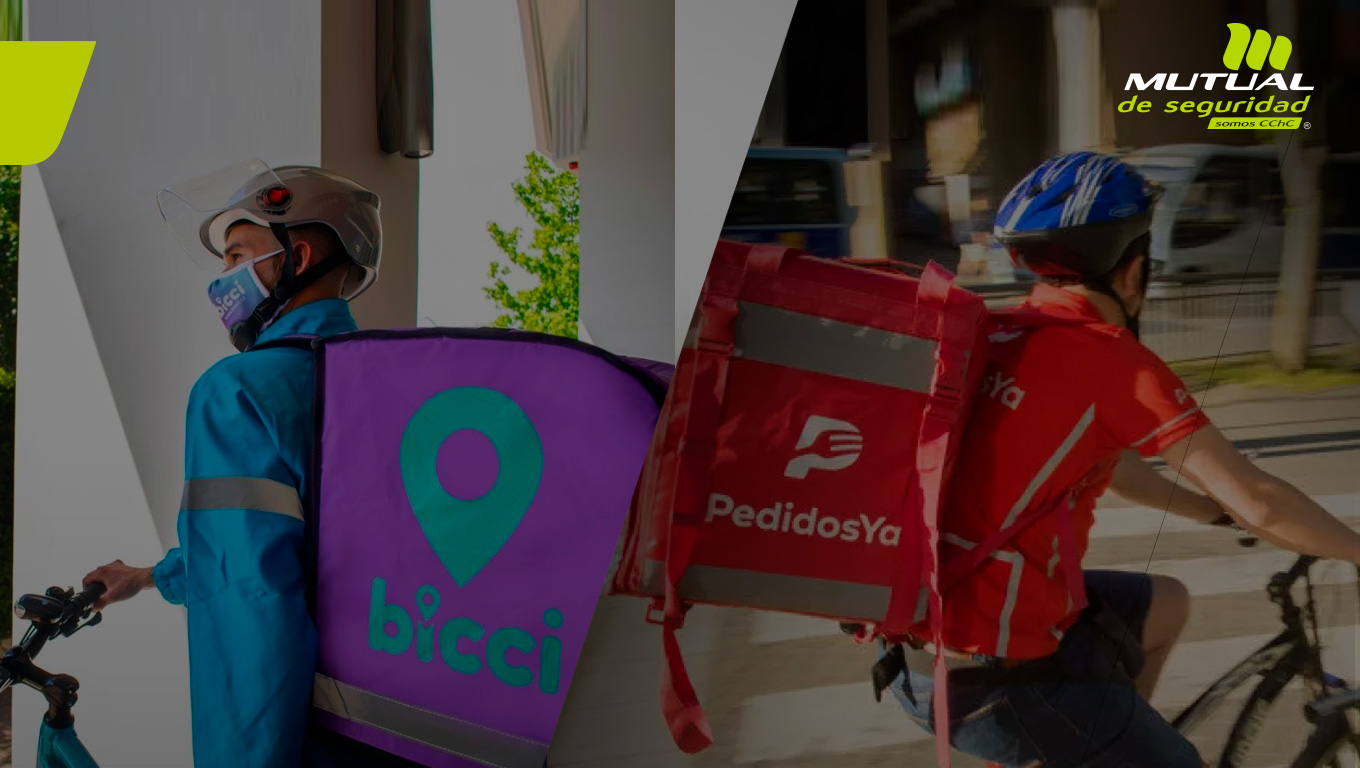 MUTUAL
de seguridad
somos CChC ®
bicci
bicci
PedidosYa
sYa